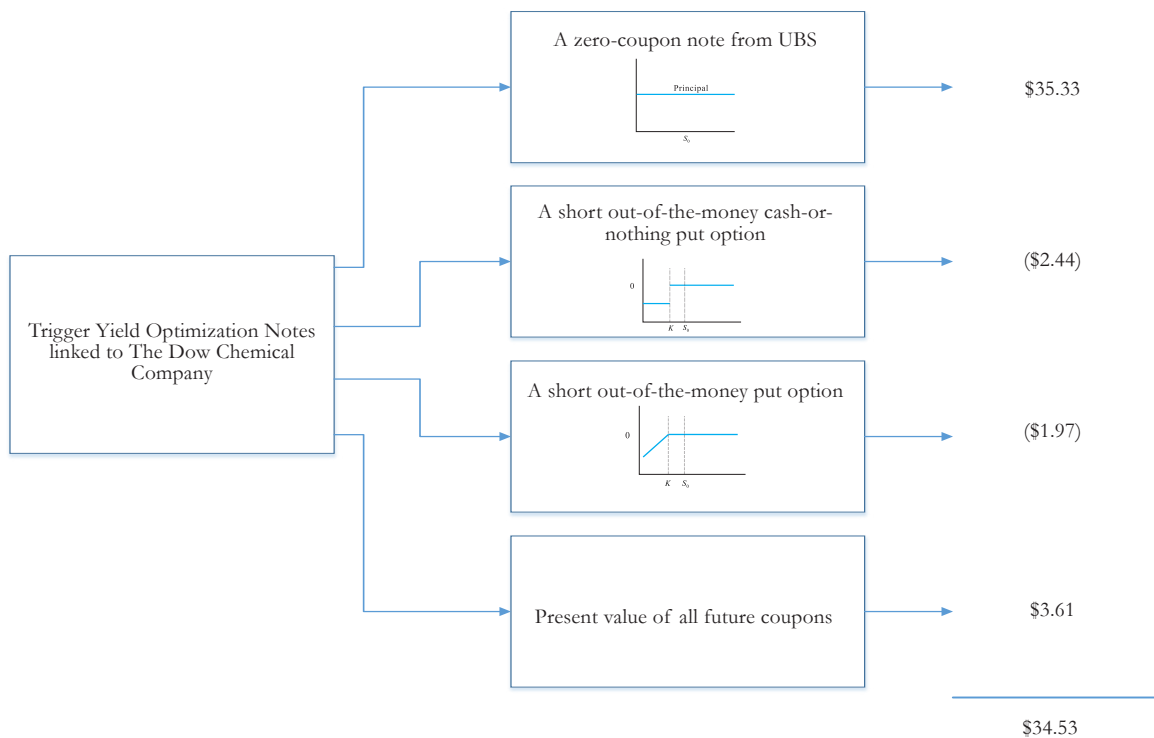 A zero-coupon note from UBS
Principal
S₀
$35.33
A short out-of-the-money cash-or-
nothing put option
0
K S₀
($2.44)
Trigger Yield Optimization Notes
linked to The Dow Chemical
Company
A short out-of-the-money put option
0
K S₀
($1.97)
Present value of all future coupons
$3.61
$34.53